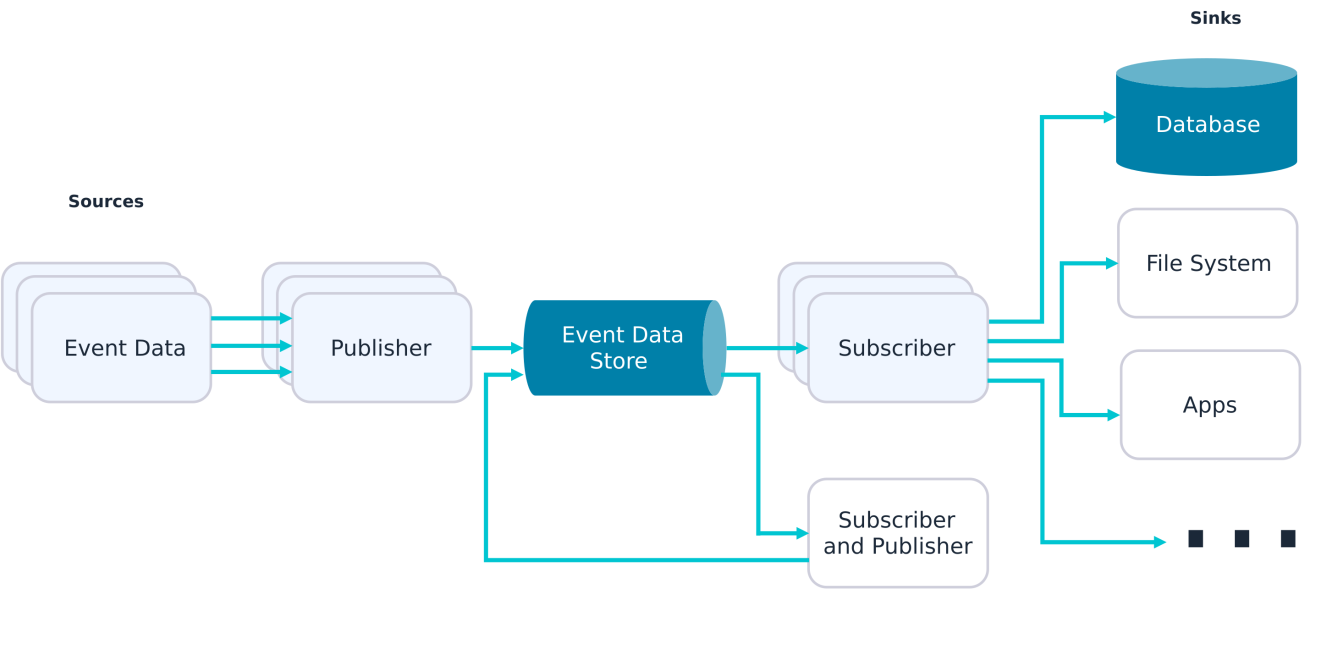 Sinks
Database
Sources
File System
Event Data
Publisher
Event Data
Store
Subscriber
Apps
Subscriber
and Publisher